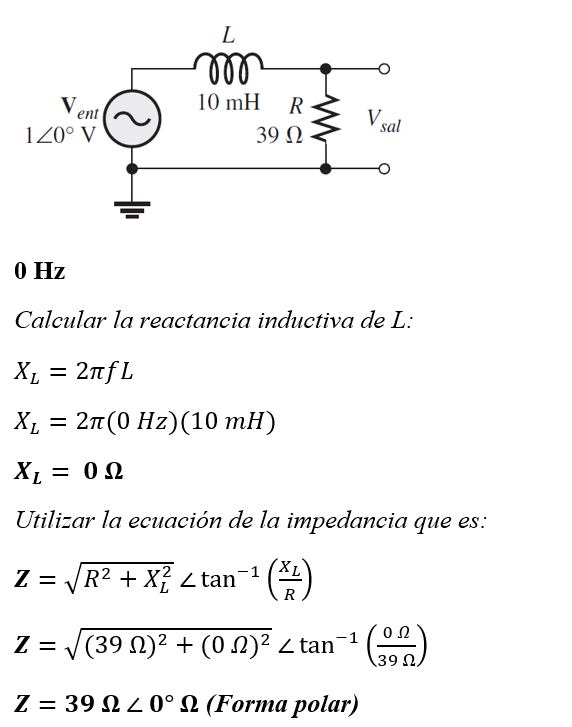 L
10 mH
R
39 Ω
V_ent
1∠0° V
V_sal
0 Hz
Calcular la reactancia inductiva de L:
X_L = 2πfL
X_L = 2π(0 Hz)(10 mH)
X_L = 0 Ω
Utilizar la ecuación de la impedancia que es:
Z = √(R² + X_L²) ∠ tan⁻¹ (X_L/R)
Z = √((39 Ω)² + (0 Ω)²) ∠ tan⁻¹ (0 Ω/39 Ω)
Z = 39 Ω ∠ 0° Ω (Forma polar)